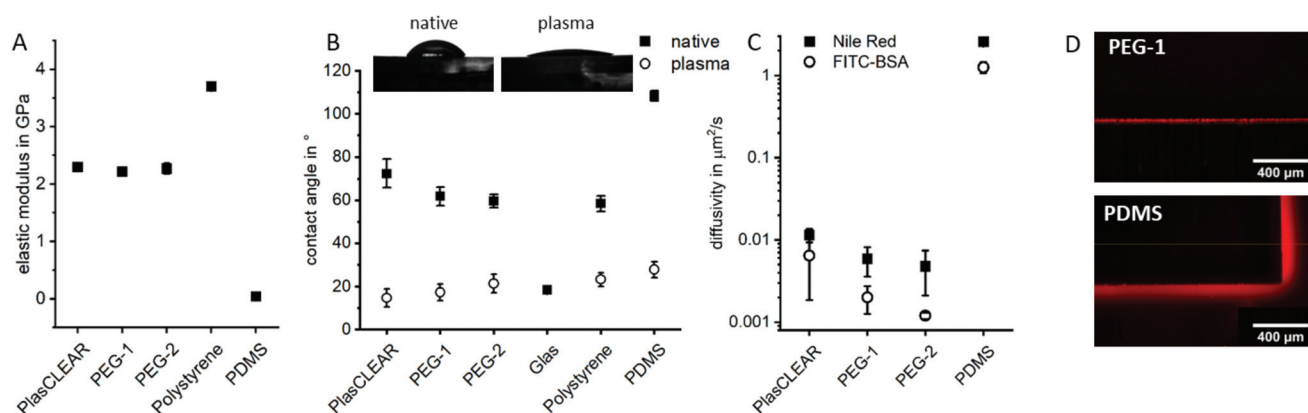 A
elastic modulus in GPa
4
3
2
1
0
PlasCLEAR
PEG-1
PEG-2
Polystyrene
PDMS
B
native
plasma
native
plasma
contact angle in °
120
100
80
60
40
20
0
PlasCLEAR
PEG-1
PEG-2
Glas
Polystyrene
PDMS
C
Nile Red
FITC-BSA
diffusivity in μm²/s
1
0.1
0.01
0.001
PlasCLEAR
PEG-1
PEG-2
PDMS
D
PEG-1
400 μm
PDMS
400 μm